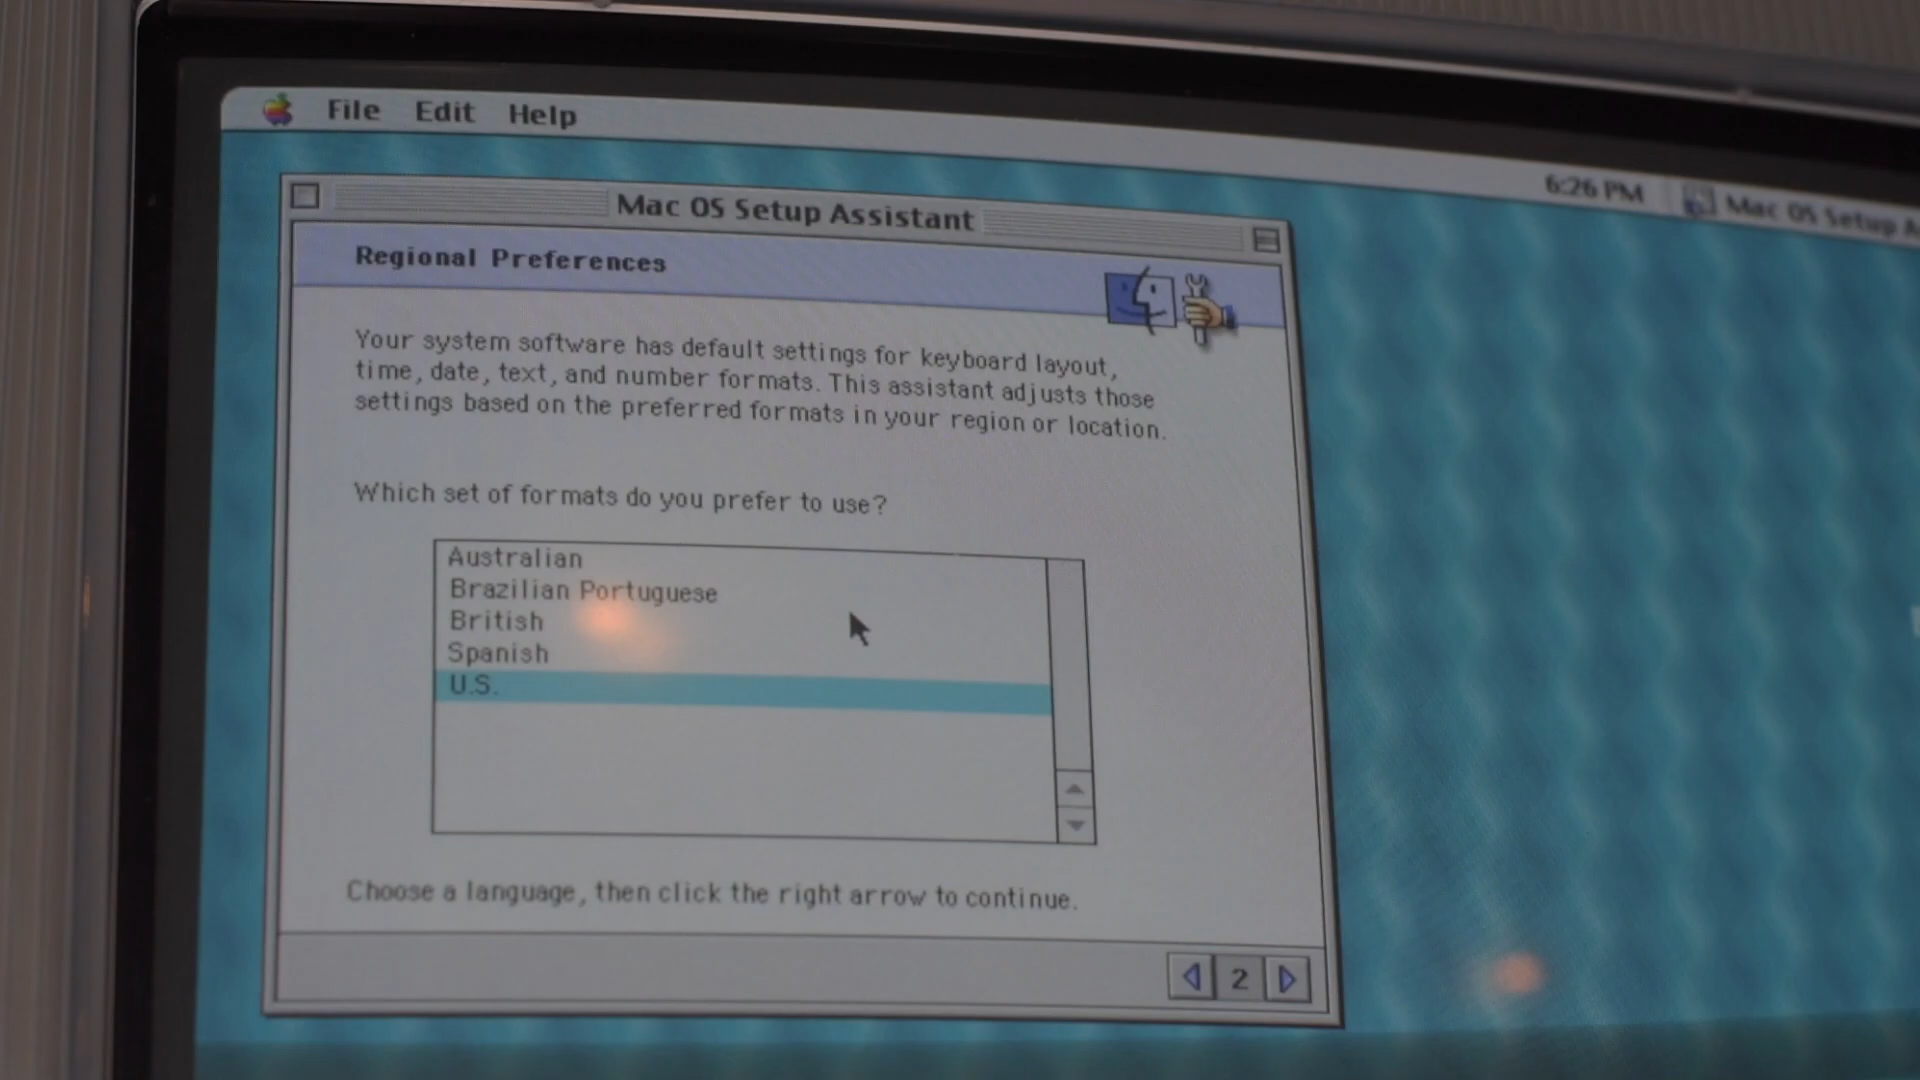 File Edit Help
6:26 PM Mac OS Setup
Mac OS Setup Assistant
Regional Preferences
Your system software has default settings for keyboard layout,
time, date, text, and number formats. This assistant adjusts those
settings based on the preferred formats in your region or location.
Which set of formats do you prefer to use?
Australian
Brazilian Portuguese
British
Spanish
U.S.
Choose a language, then click the right arrow to continue.
2